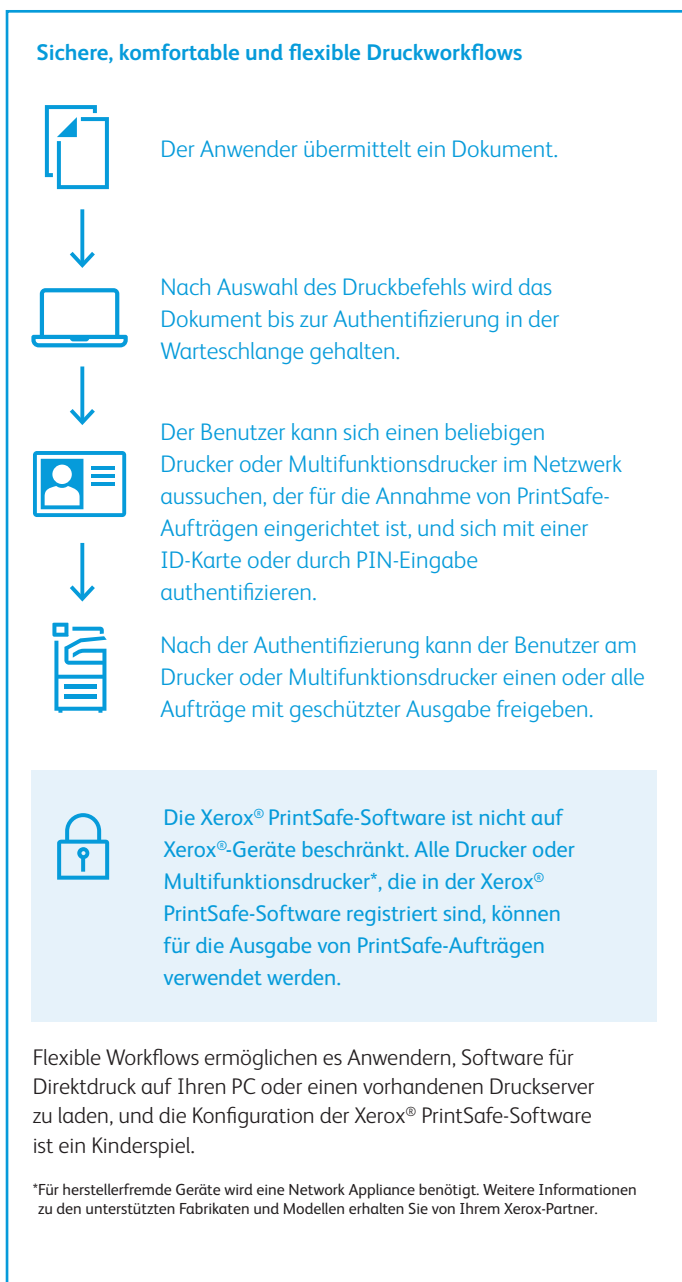 Sichere, komfortable und flexible Druckworkflows
Der Anwender übermittelt ein Dokument.
Nach Auswahl des Druckbefehls wird das
Dokument bis zur Authentifizierung in der
Warteschlange gehalten.
Der Benutzer kann sich einen beliebigen
Drucker oder Multifunktionsdrucker im Netzwerk
aussuchen, der für die Annahme von PrintSafe-
Aufträgen eingerichtet ist, und sich mit einer
ID-Karte oder durch PIN-Eingabe
authentifizieren.
Nach der Authentifizierung kann der Benutzer am
Drucker oder Multifunktionsdrucker einen oder alle
Aufträge mit geschützter Ausgabe freigeben.
Die Xerox® PrintSafe-Software ist nicht auf
Xerox®-Geräte beschränkt. Alle Drucker oder
Multifunktionsdrucker*, die in der Xerox®
PrintSafe-Software registriert sind, können
für die Ausgabe von PrintSafe-Aufträgen
verwendet werden.
Flexible Workflows ermöglichen es Anwendern, Software für
Direktdruck auf Ihren PC oder einen vorhandenen Druckserver
zu laden, und die Konfiguration der Xerox® PrintSafe-Software
ist ein Kinderspiel.
*Für herstellerfremde Geräte wird eine Network Appliance benötigt. Weitere Informationen
zu den unterstützten Fabrikaten und Modellen erhalten Sie von Ihrem Xerox-Partner.